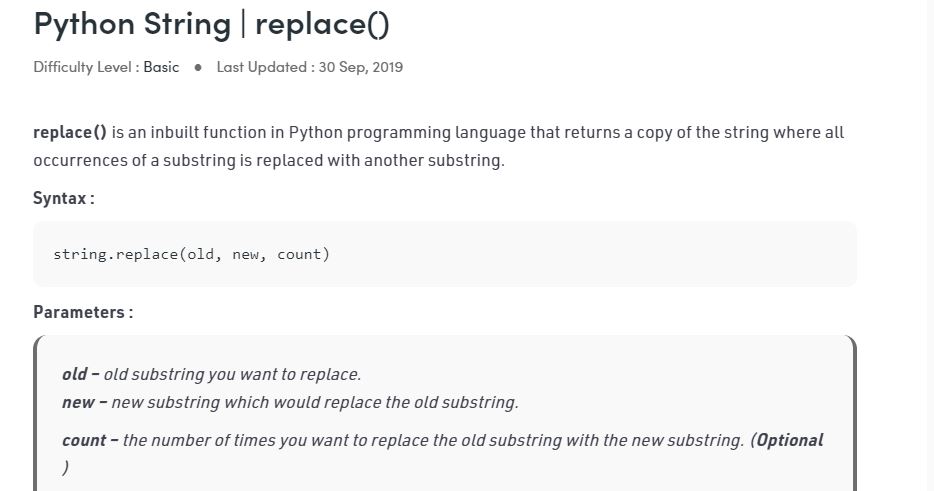 Python String | replace()
Difficulty Level : Basic ● Last Updated : 30 Sep, 2019
replace() is an inbuilt function in Python programming language that returns a copy of the string where all
occurrences of a substring is replaced with another substring.
Syntax :
string.replace(old, new, count)
Parameters :
old – old substring you want to replace.
new – new substring which would replace the old substring.
count – the number of times you want to replace the old substring with the new substring. (Optional
)